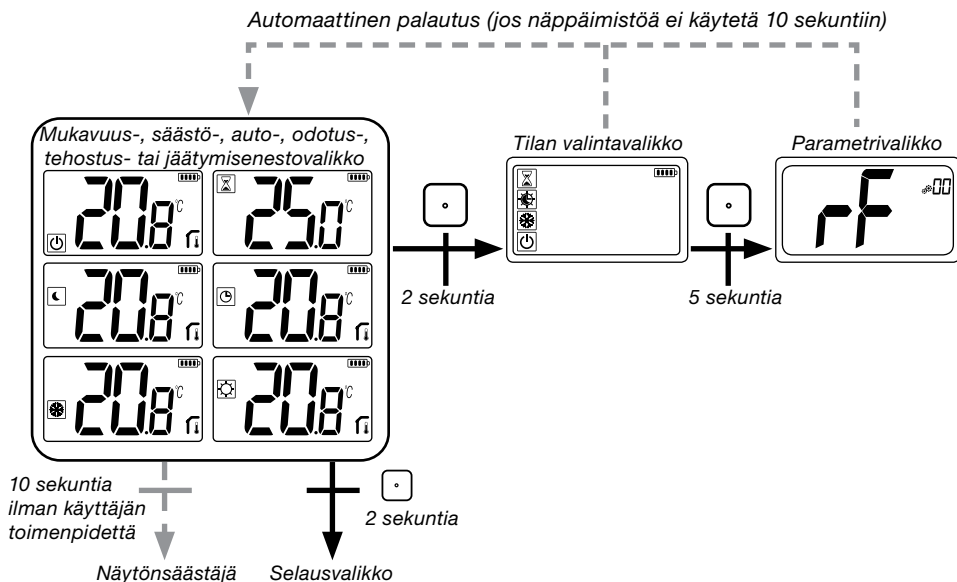 Automaattinen palautus (jos näppäimistöä ei käytetä 10 sekuntiin)
Mukavuus-, säästö-, auto-, odotus-,
tehostus- tai jäätymisenestovalikko
20.8 °C
25.0 °C
20.8 °C
20.8 °C
20.8 °C
20.8 °C
2 sekuntia
Tilan valintavalikko
5 sekuntia
Parametrivalikko
rF
00
10 sekuntia
ilman käyttäjän
toimenpidettä
2 sekuntia
Näytönsäästäjä
Selausvalikko